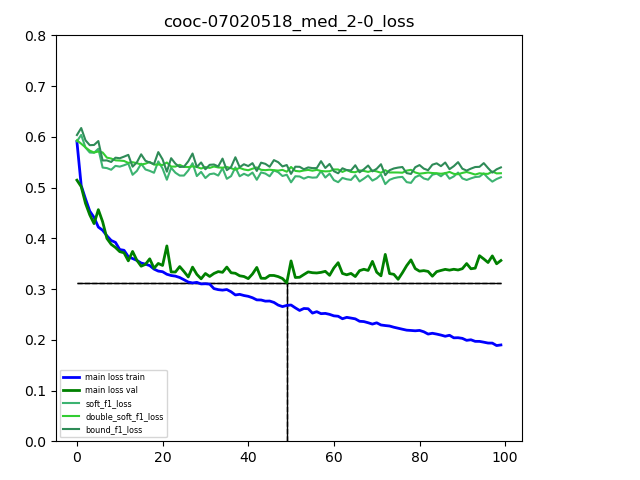 cooc-07020518_med_2-0_loss
0.8
0.7
0.6
0.5
0.4
0.3
0.2
0.1
0.0
main loss train
main loss val
soft_f1_loss
double_soft_f1_loss
bound_f1_loss
0 20 40 60 80 100